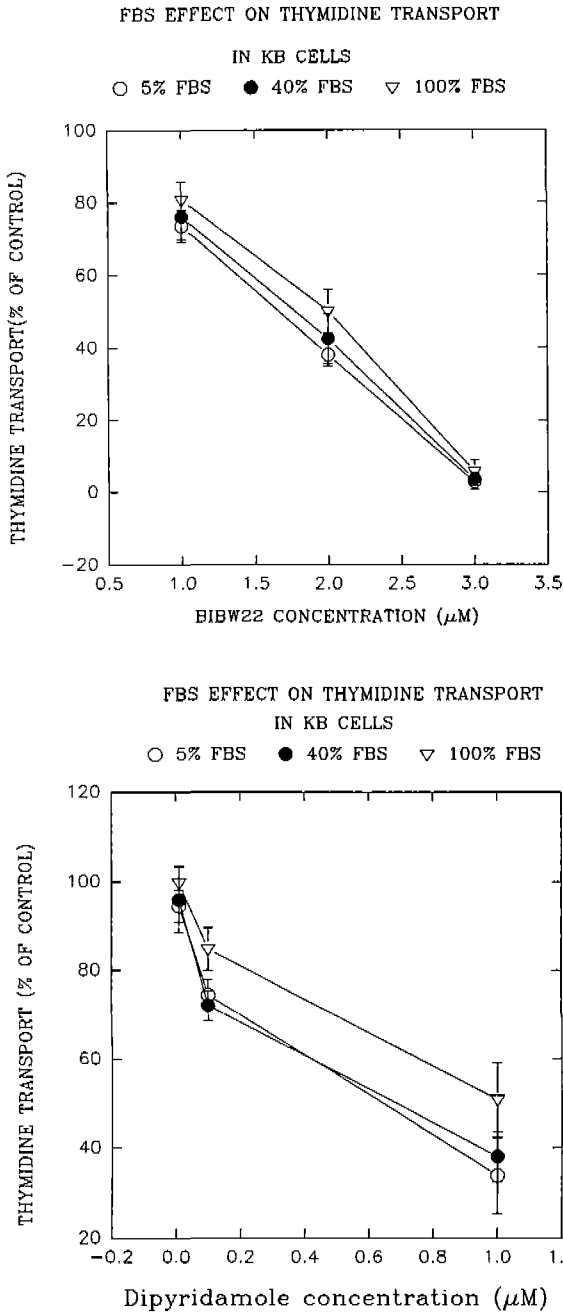 FBS EFFECT ON THYMIDINE TRANSPORT
IN KB CELLS
○ 5% FBS ● 40% FBS ▽ 100% FBS
100
80
60
40
20
0
−20
THYMIDINE TRANSPORT(% OF CONTROL)
0.5 1.0 1.5 2.0 2.5 3.0 3.5
BIBW22 CONCENTRATION (μM)
FBS EFFECT ON THYMIDINE TRANSPORT
IN KB CELLS
○ 5% FBS ● 40% FBS ▽ 100% FBS
120
100
80
60
40
20
THYMIDINE TRANSPORT (% OF CONTROL)
−0.2 0.0 0.2 0.4 0.6 0.8 1.0 1.
Dipyridamole concentration (μM)